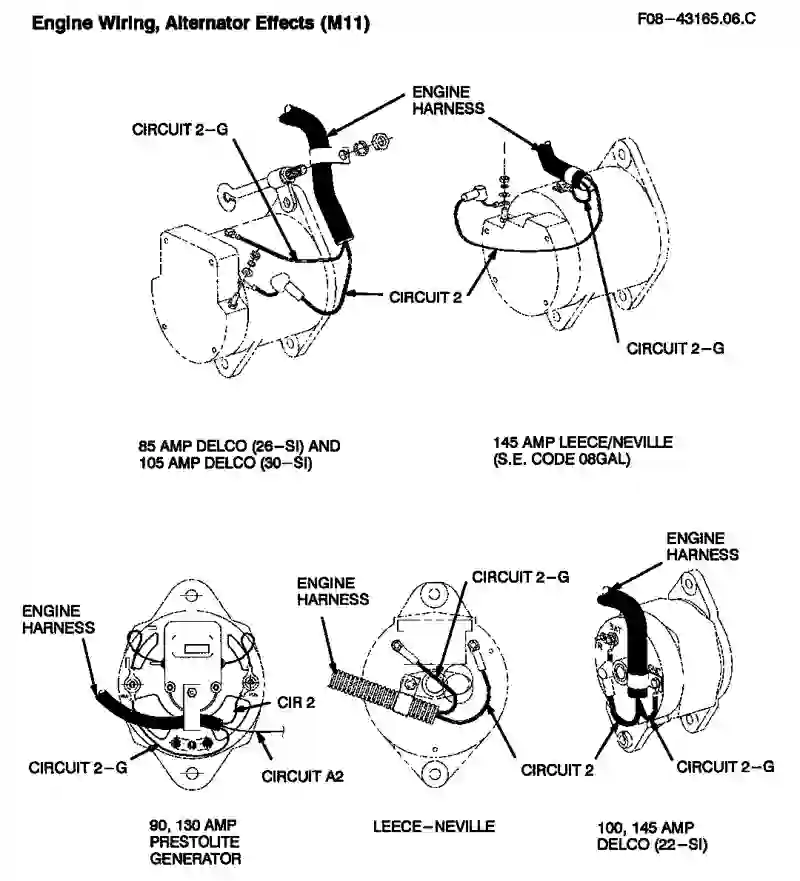 Engine Wiring, Alternator Effects (M11)
F08-43165.06.C
ENGINE
HARNESS
CIRCUIT 2-G
CIRCUIT 2
CIRCUIT 2-G
85 AMP DELCO (26-SI) AND
105 AMP DELCO (30-SI)
145 AMP LEECE/NEVILLE
(S.E. CODE 08GAL)
ENGINE
HARNESS
CIR 2
CIRCUIT 2-G
CIRCUIT A2
90, 130 AMP
PRESTOLITE
GENERATOR
ENGINE
HARNESS
CIRCUIT 2-G
CIRCUIT 2
LEECE-NEVILLE
ENGINE
HARNESS
BAT
CIRCUIT 2-G
100, 145 AMP
DELCO (22-SI)